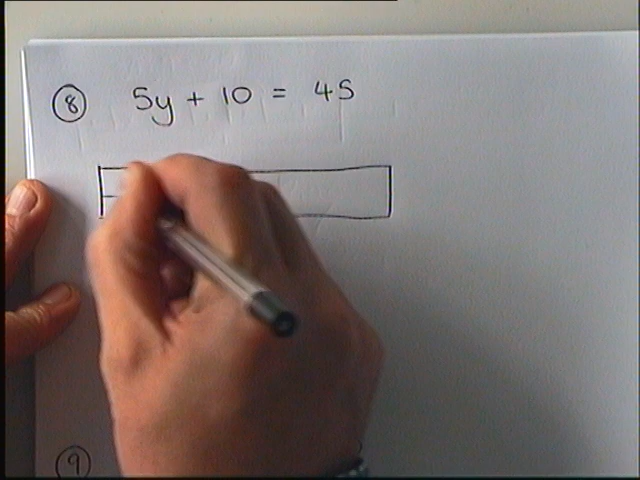 ⑧ 5y + 10 = 45
⑨